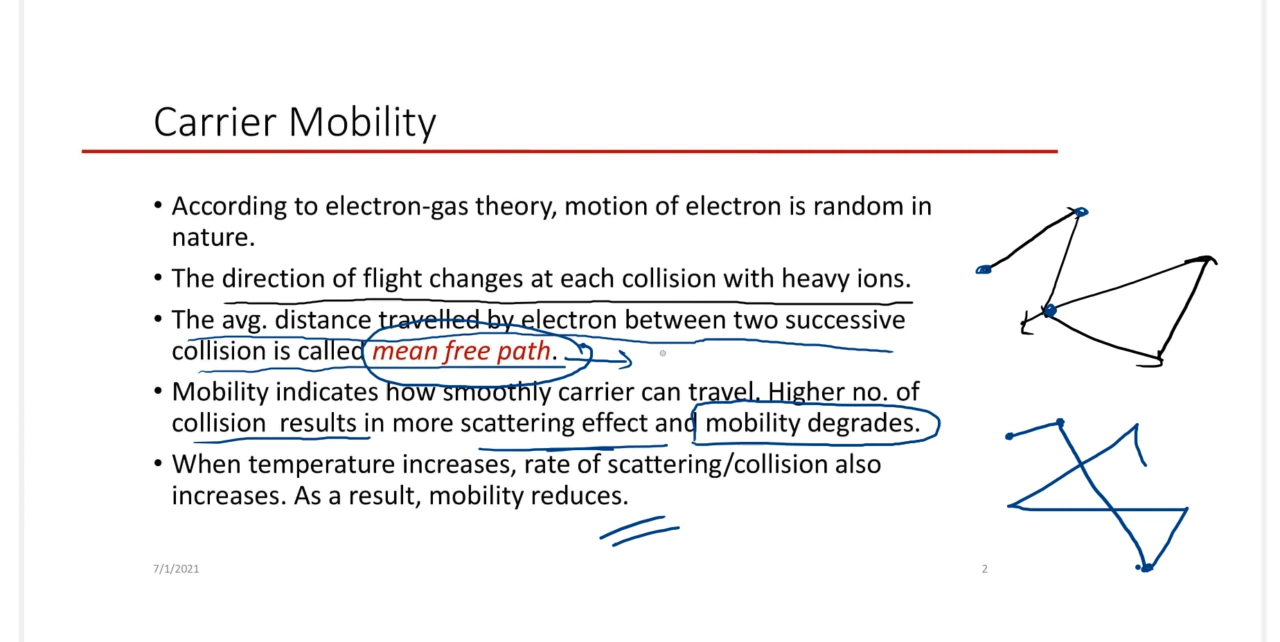 Carrier Mobility
• According to electron-gas theory, motion of electron is random in
nature.
• The direction of flight changes at each collision with heavy ions.
• The avg. distance travelled by electron between two successive
collision is called mean free path.
• Mobility indicates how smoothly carrier can travel. Higher no. of
collision results in more scattering effect and mobility degrades.
• When temperature increases, rate of scattering/collision also
increases. As a result, mobility reduces.
7/1/2021
2